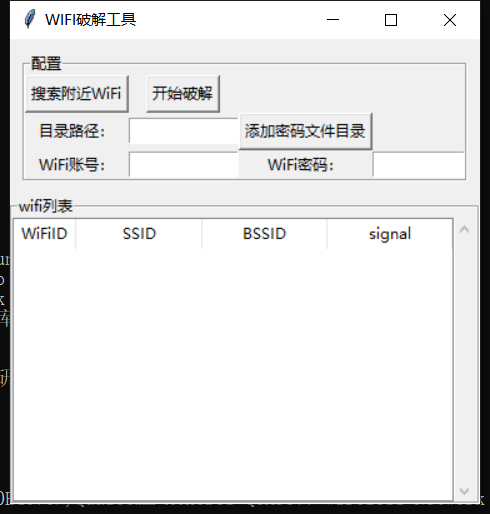 WIFI破解工具
配置
搜索附近WiFi 开始破解
目录路径： 添加密码文件目录
WiFi账号： WiFi密码：
wifi列表
WiFiID SSID BSSID signal